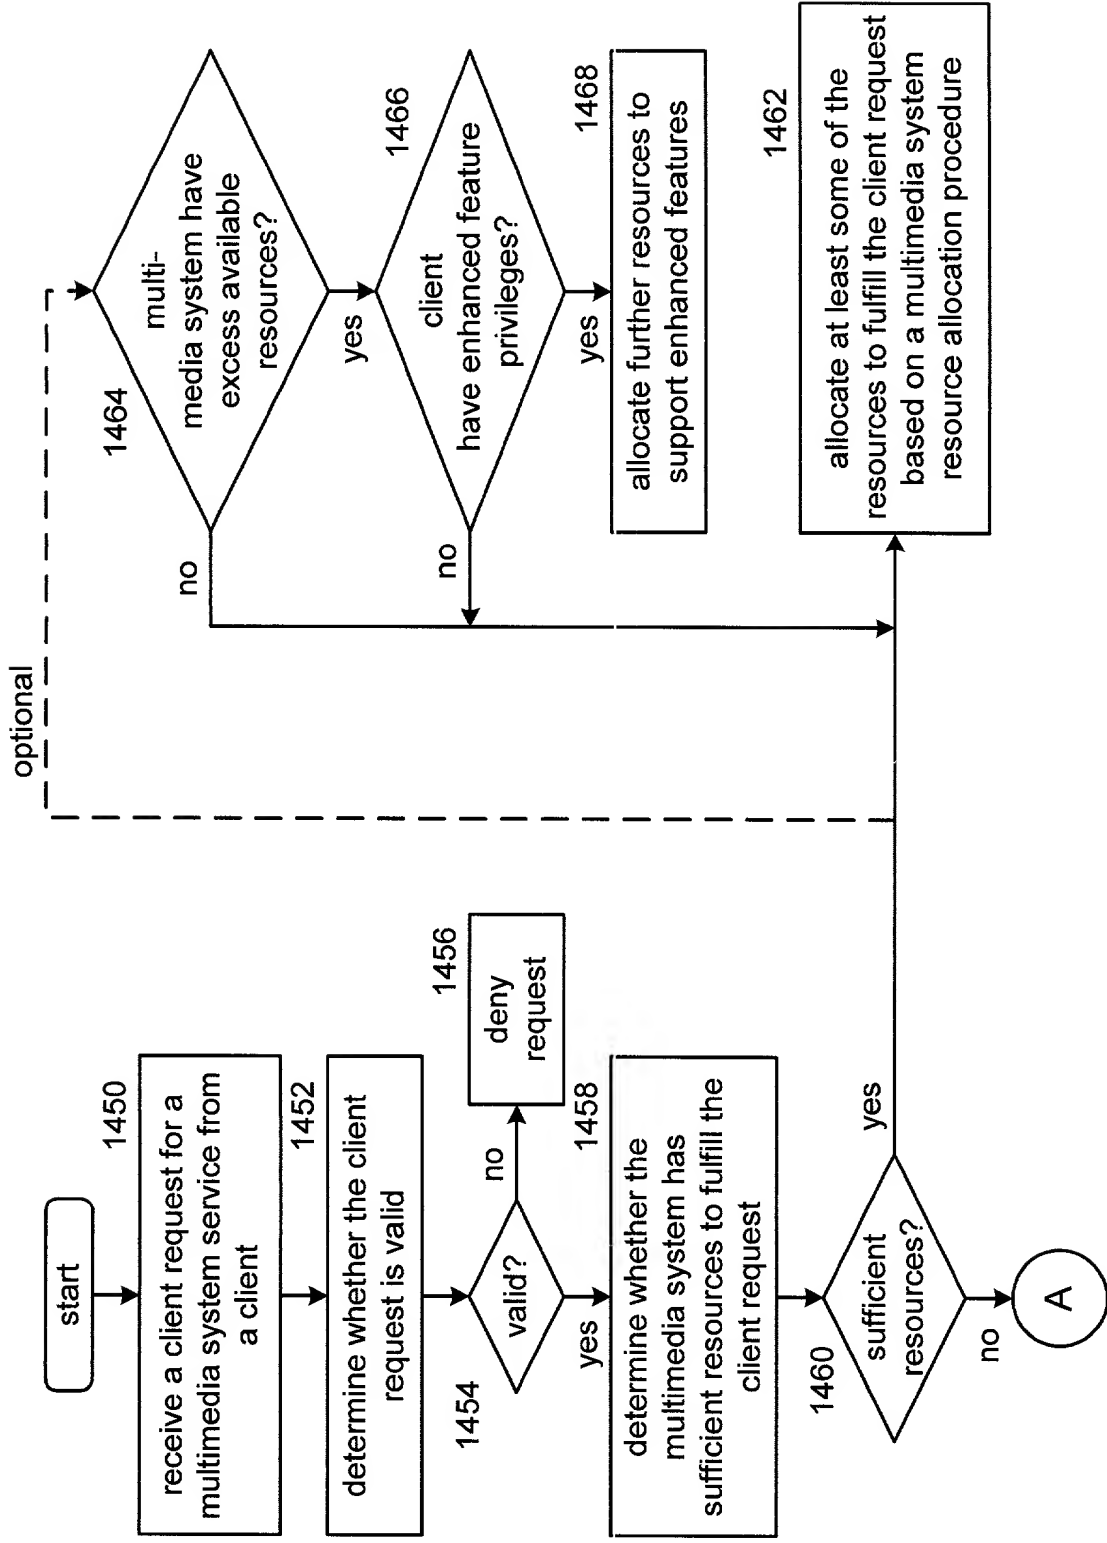 start
1450
receive a client request for a
multimedia system service from
a client
1452
determine whether the client
request is valid
1454
valid?
no
1456
deny
request
yes
1458
determine whether the
multimedia system has
sufficient resources to fulfill the
client request
1460
sufficient
resources?
no
A
yes
optional
1464
multi-
media system have
excess available
resources?
no
yes
1466
client
have enhanced feature
privileges?
no
yes
1468
allocate further resources to
support enhanced features
1462
allocate at least some of the
resources to fulfill the client request
based on a multimedia system
resource allocation procedure